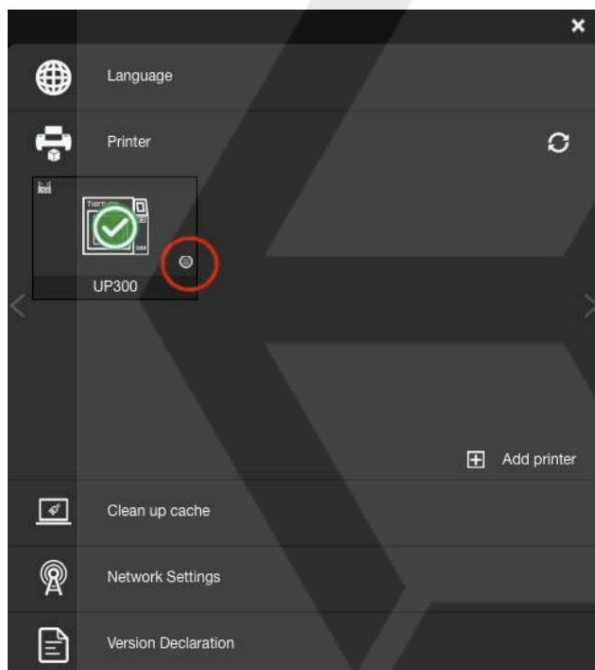 Language
Printer
UP300
Add printer
Clean up cache
Network Settings
Version Declaration